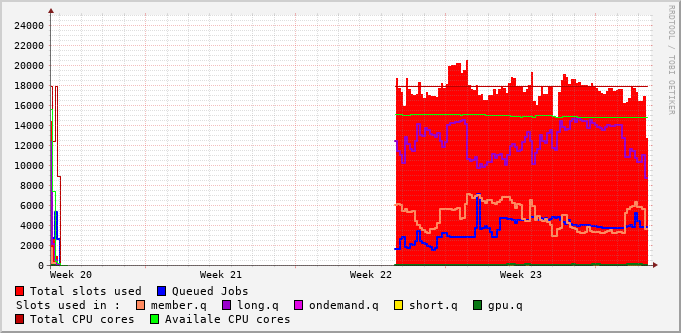 24000
22000
20000
18000
16000
14000
12000
10000
8000
6000
4000
2000
0
Week 20 Week 21 Week 22 Week 23
Total slots used Queued Jobs
Slots used in : member.q long.q ondemand.q short.q gpu.q
Total CPU cores Availale CPU cores
RRDTOOL / TOBI OETIKER